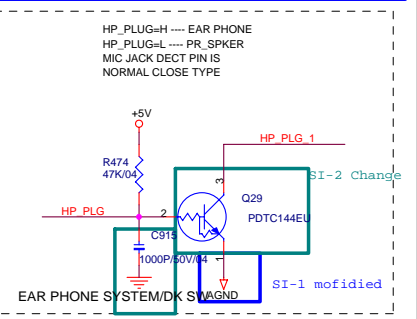 HP_PLUG=H ---- EAR PHONE
HP_PLUG=L ---- PR_SPKER
MIC JACK DECT PIN IS
NORMAL CLOSE TYPE
+5V
HP_PLG_1
R474
47K/04
3
SI-2 Change
Q29
HP_PLG
2
PDTC144EU
C915
1000P/50V/04
1
SI-1 mofidied
EAR PHONE SYSTEM/DK SW
AGND